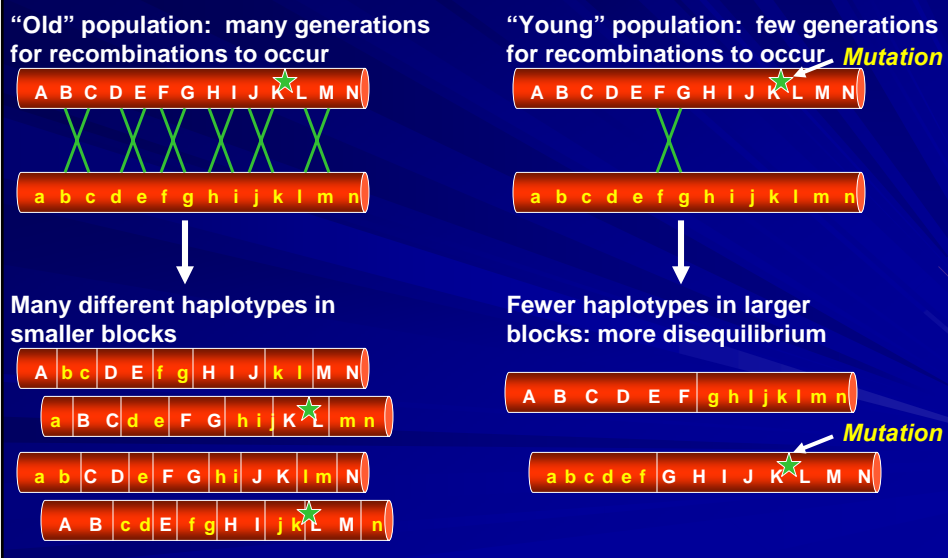 “Old” population:  many generations
for recombinations to occur
A B C D E F G H I J K L M N
a b c d e f g h i j k l m n
Many different haplotypes in
smaller blocks
A b c D E f g H I J k l M N
a B C d e F G h i j K L m n
a b C D e F G h i J K l m N
A B c d E f g H I j k L M n
“Young” population:  few generations
for recombinations to occur
Mutation
A B C D E F G H I J K L M N
a b c d e f g h i j k l m n
Fewer haplotypes in larger
blocks: more disequilibrium
A B C D E F g h I j k l m n
Mutation
a b c d e f G H I J K L M N